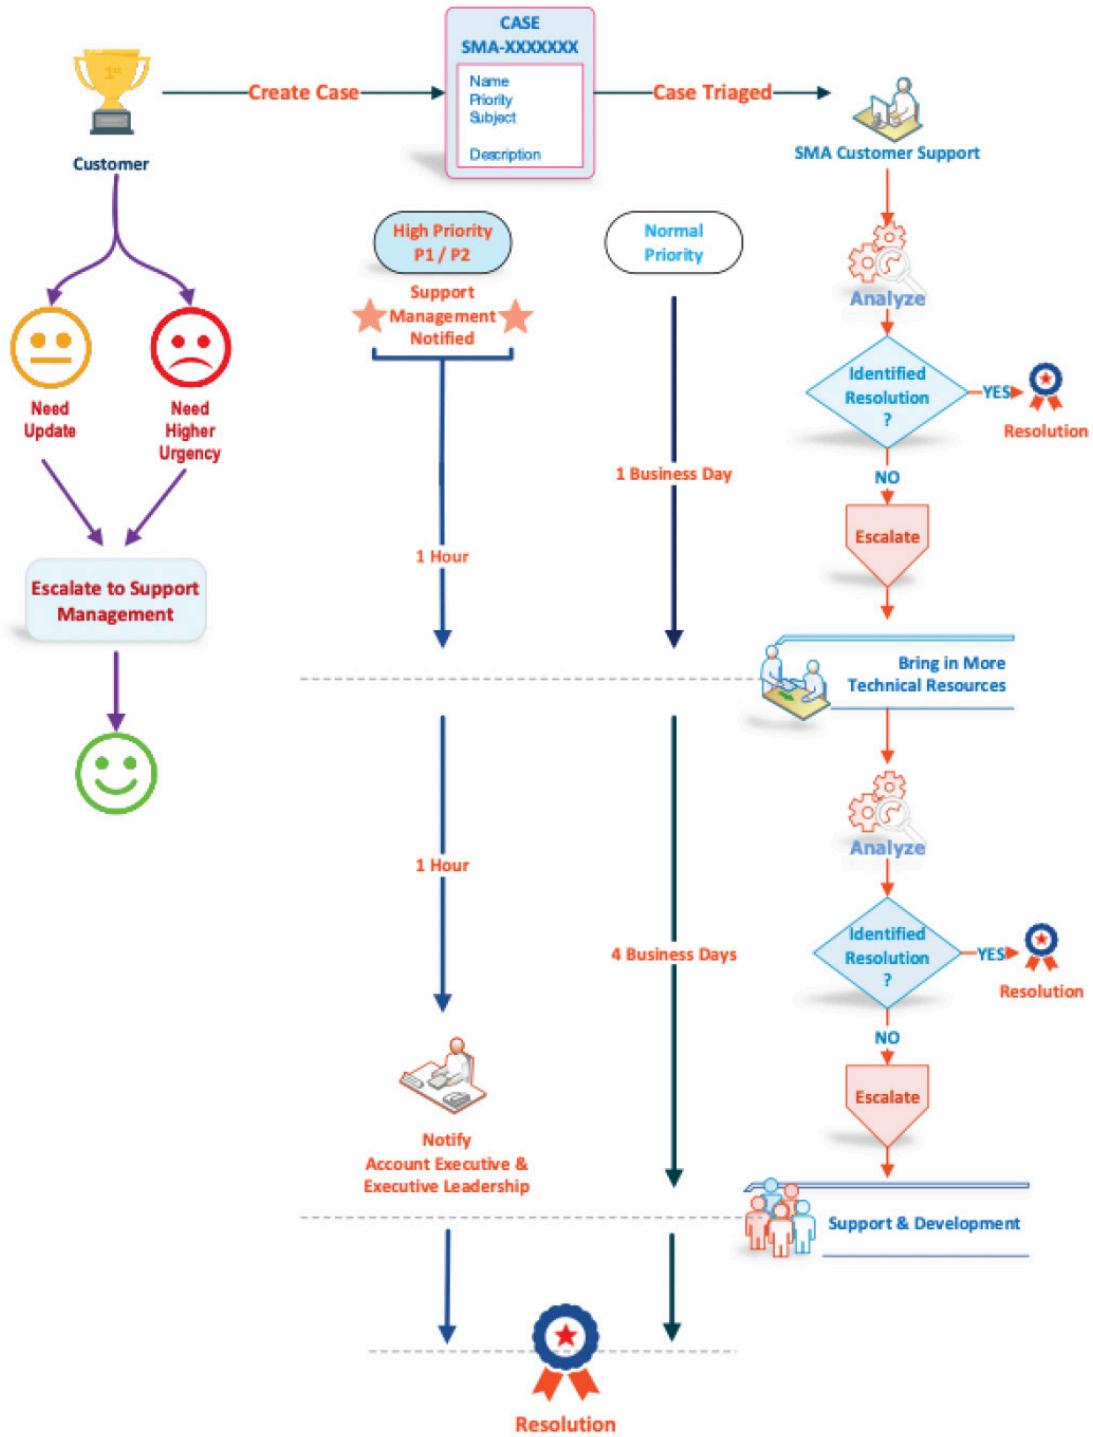 CASE
SMA-XXXXXXX
Name
Priority
Subject
Description
1st
Create Case
Case Triaged
Customer
SMA Customer Support
High Priority
P1 / P2
Normal
Priority
Support
Management
Notified
Analyze
Identified
Resolution
?
YES
Resolution
Need
Update
Need
Higher
Urgency
1 Business Day
NO
Escalate
1 Hour
Escalate to Support
Management
Bring in More
Technical Resources
Analyze
1 Hour
Identified
Resolution
?
YES
Resolution
4 Business Days
NO
Escalate
Notify
Account Executive &
Executive Leadership
Support & Development
Resolution